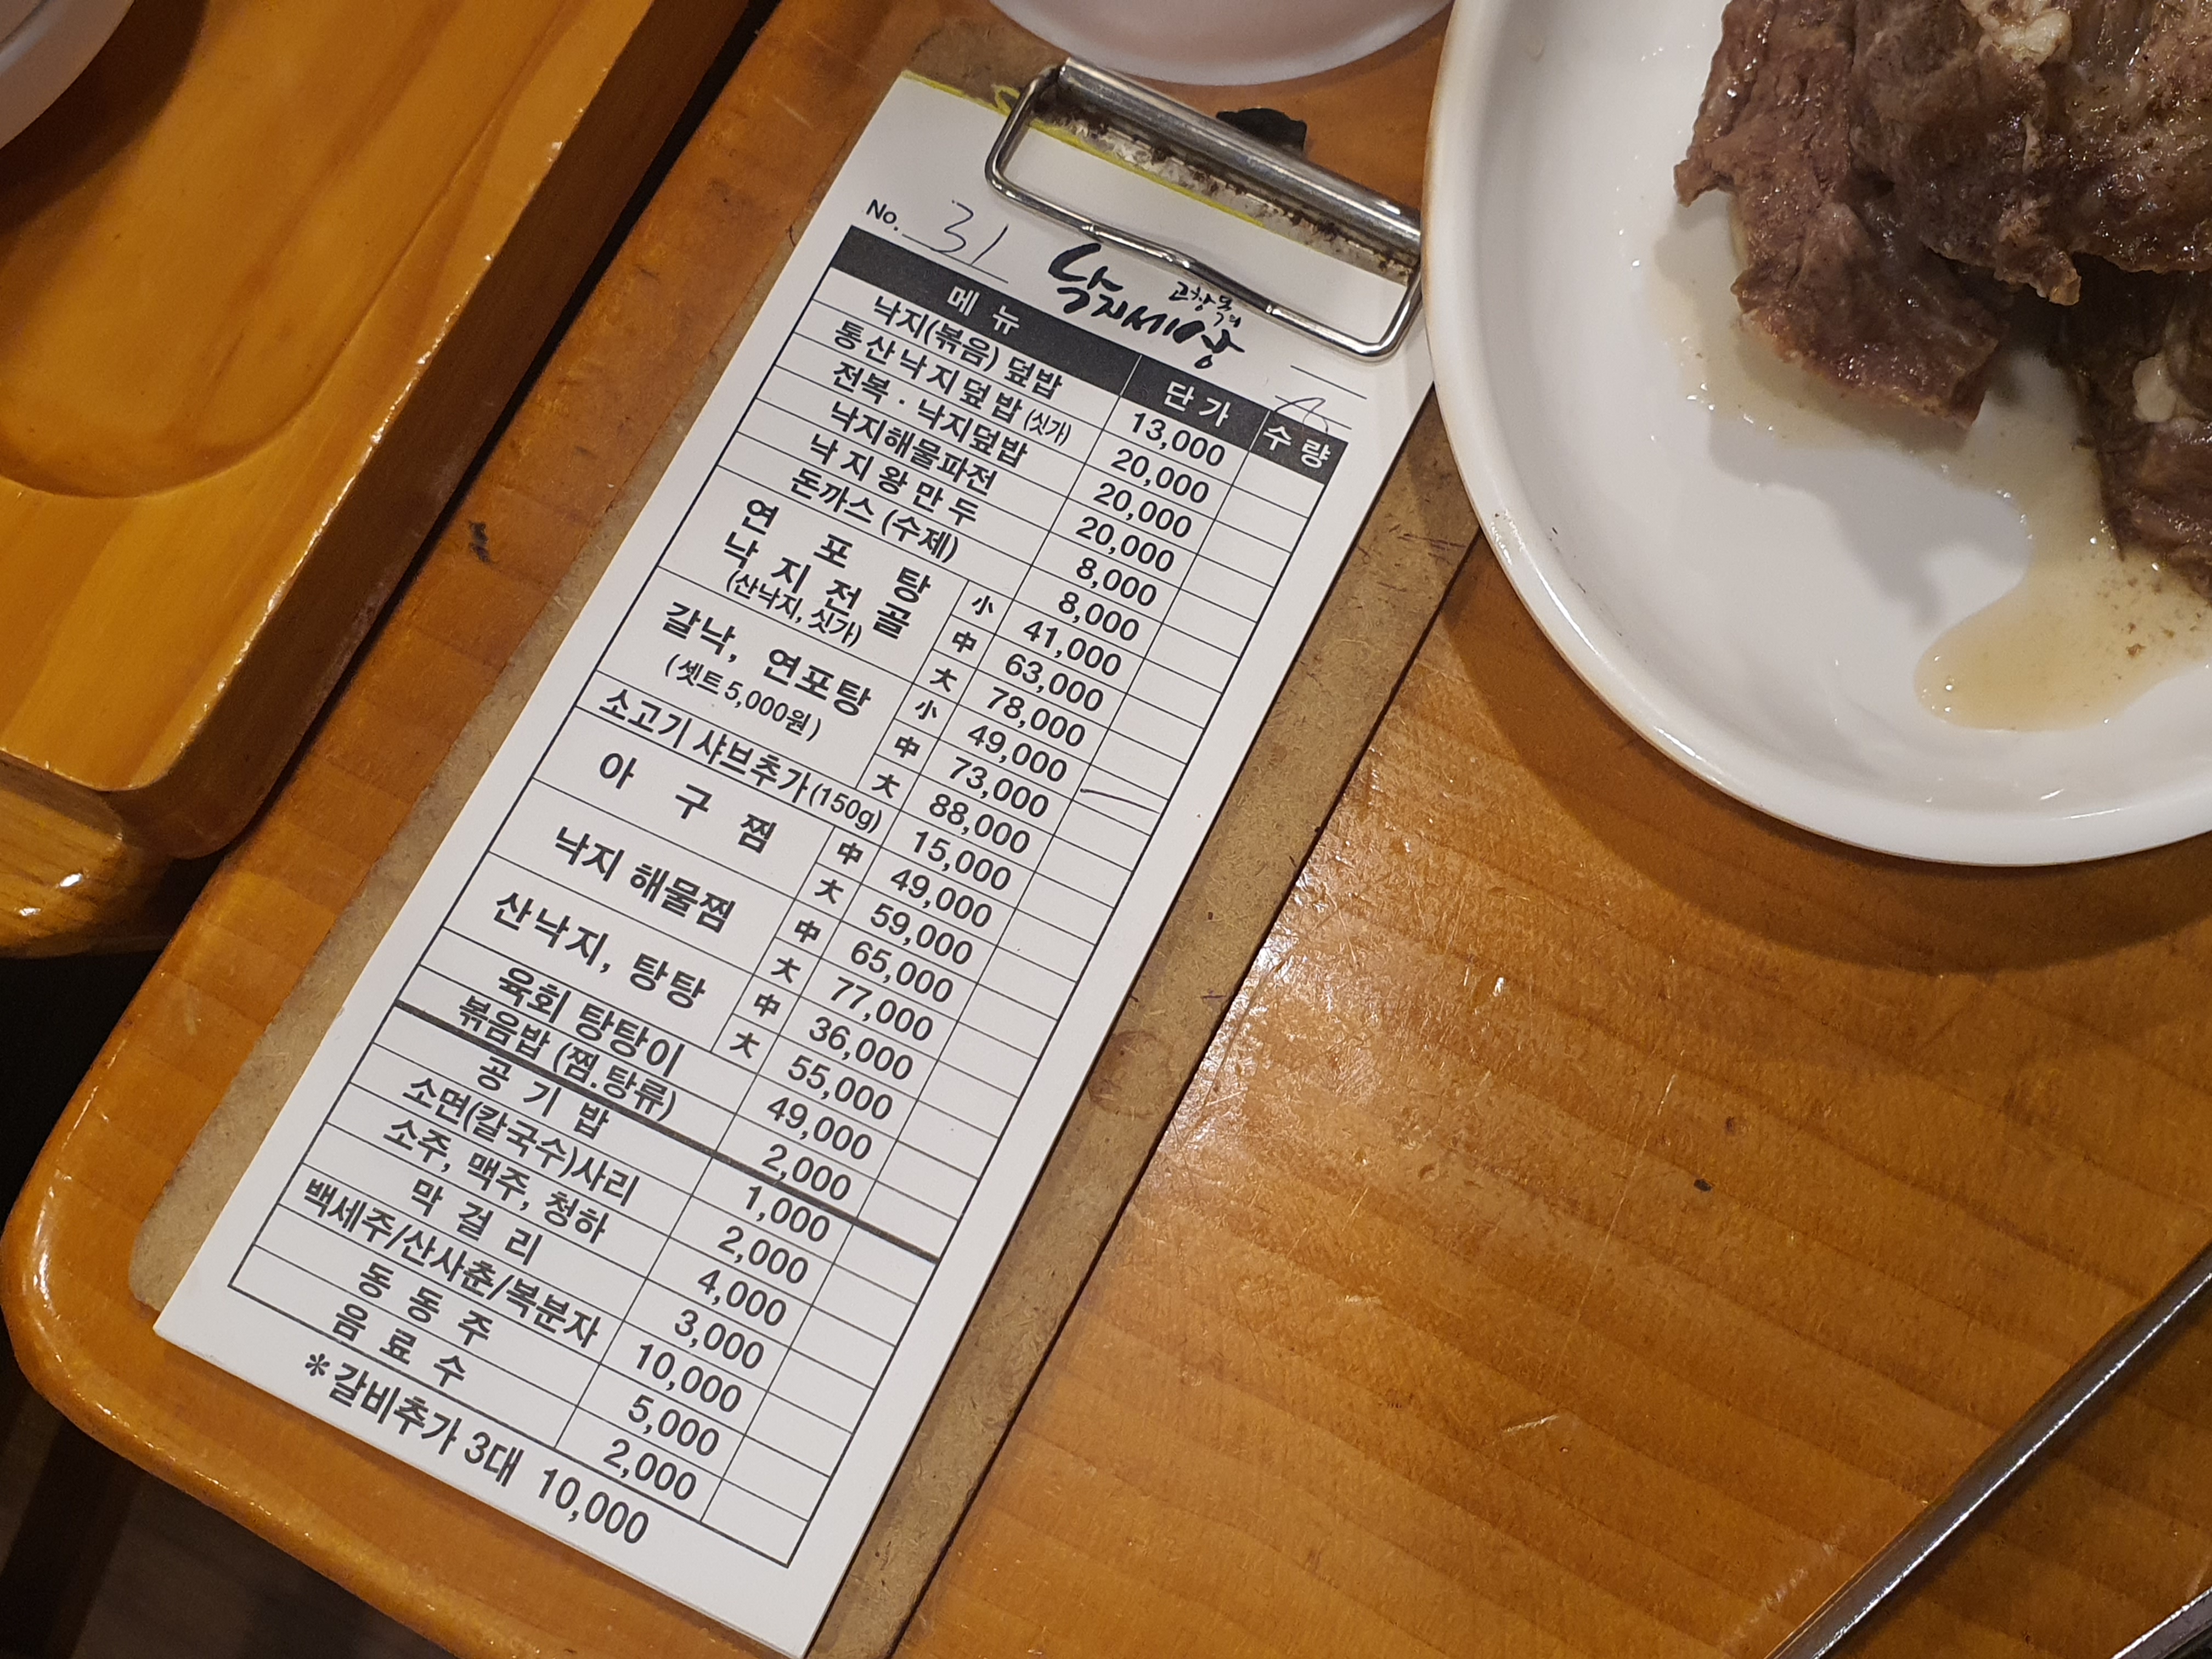 No. 31
고창댁의
낙지세상
메뉴 단가 수량
낙지(볶음) 덮밥 13,000
통산낙지덮밥 (싯가) 20,000
전복 · 낙지덮밥 20,000
낙지해물파전 20,000
낙지왕만두 8,000
돈까스 (수제) 8,000
연포탕 小 41,000
낙지전골 中 63,000
(산낙지, 싯가) 大 78,000
갈낙, 연포탕 小 49,000
(셋트 5,000원) 中 73,000
大 88,000
소고기 샤브추가 (150g) 15,000
아구찜 中 49,000
大 59,000
낙지 해물찜 中 65,000
大 77,000
산낙지, 탕탕 中 36,000
大 55,000
육회 탕탕이 49,000
볶음밥 (찜.탕류) 2,000
공기밥 1,000
소면(칼국수)사리 2,000
소주, 맥주, 청하 4,000
막걸리 3,000
백세주/산사춘/복분자 10,000
동동주 5,000
음료수 2,000
*갈비추가 3대 10,000